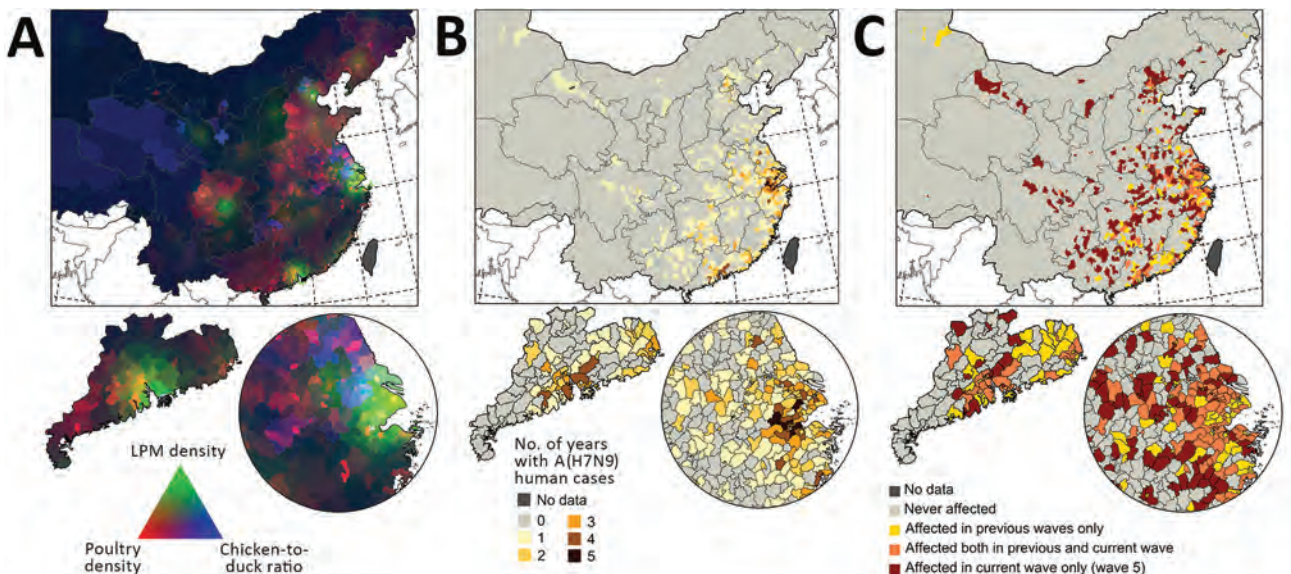 A
B
C
LPM density
Poultry
density
Chicken-to-
duck ratio
No. of years
with A(H7N9)
human cases
No data
0
1
2
3
4
5
No data
Never affected
Affected in previous waves only
Affected both in previous and current wave
Affected in current wave only (wave 5)